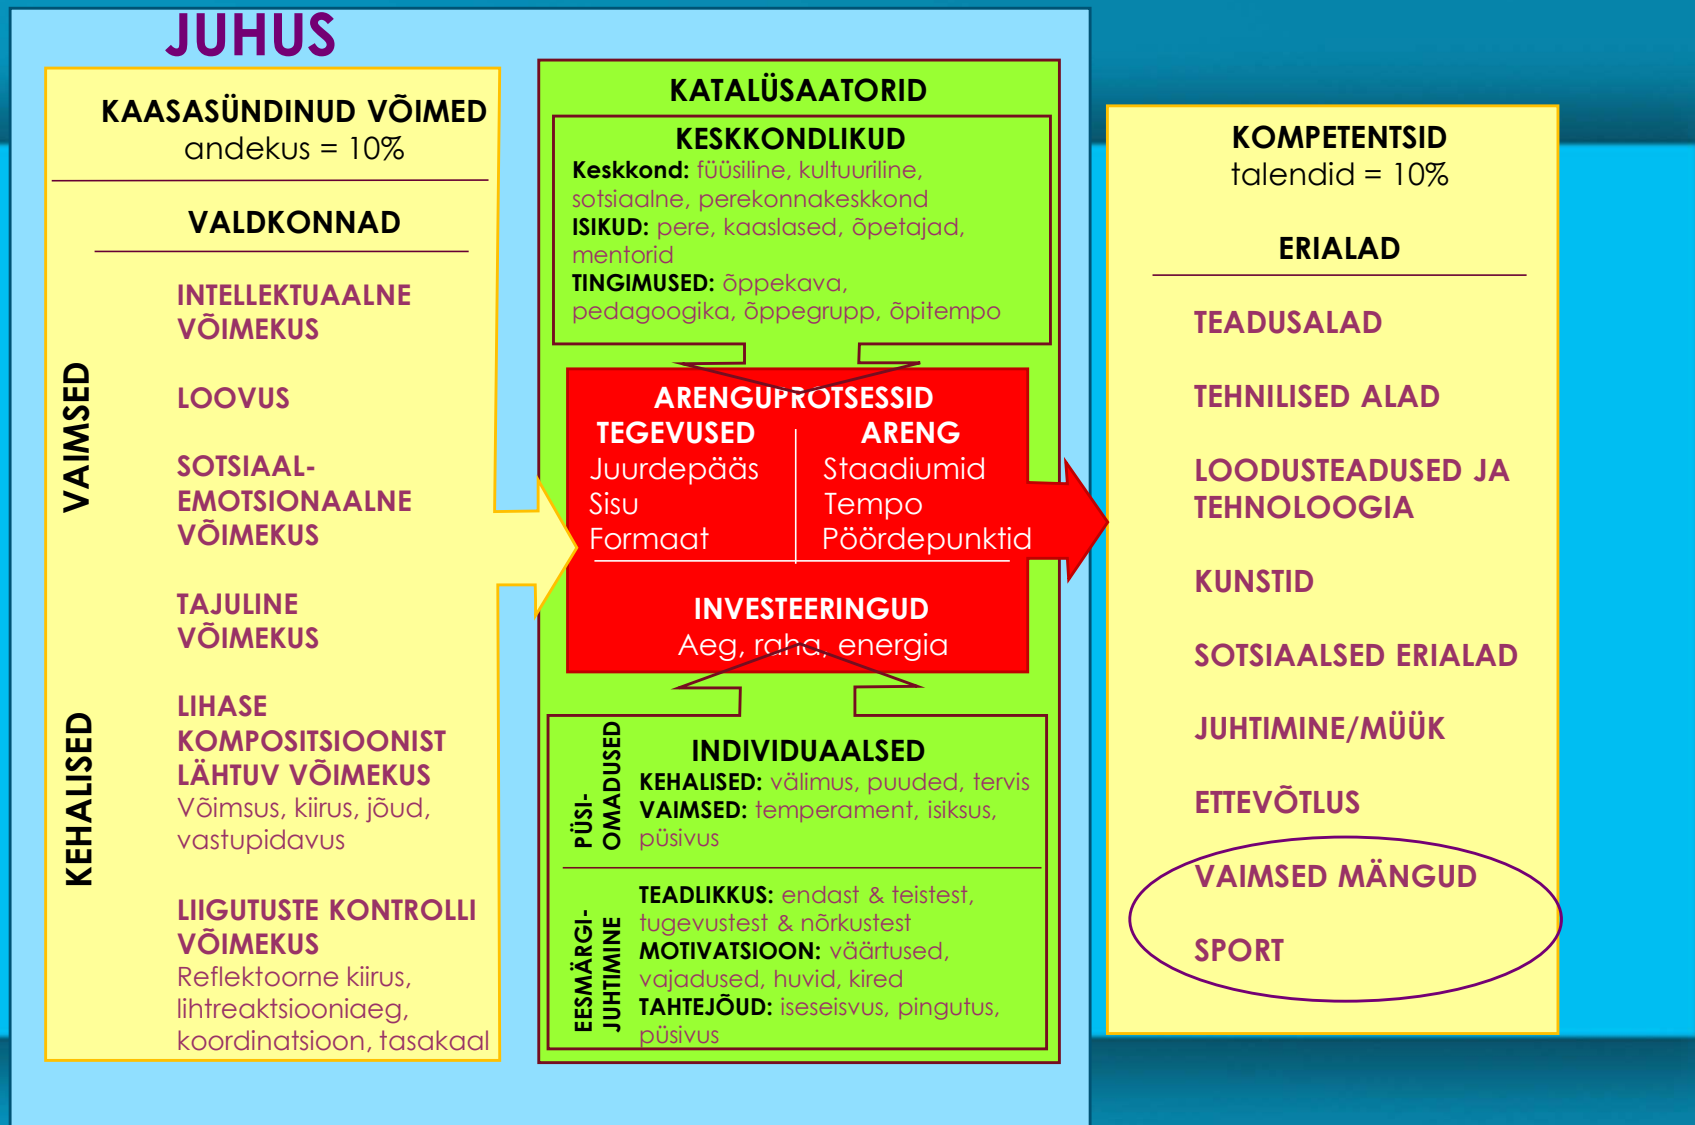 JUHUS
KAASASÜNDINUD VÕIMED
andekus = 10%
VALDKONNAD
VAIMSED
INTELLEKTUAALNE
VÕIMEKUS
LOOVUS
SOTSIAAL-
EMOTSIONAALNE
VÕIMEKUS
TAJULINE
VÕIMEKUS
KEHALISED
LIHASE
KOMPOSITSIOONIST
LÄHTUV VÕIMEKUS
Võimsus, kiirus, jõud,
vastupidavus
LIIGUTUSTE KONTROLLI
VÕIMEKUS
Reflektoorne kiirus,
lihtreaktsiooniaeg,
koordinatsioon, tasakaal
KATALÜSAATORID
KESKKONDLIKUD
Keskkond: füüsiline, kultuuriline,
sotsiaalne, perekonnakeskkond
ISIKUD: pere, kaaslased, õpetajad,
mentorid
TINGIMUSED: õppekava,
pedagoogika, õppegrupp, õpitempo
ARENGUPROTSESSID
TEGEVUSED
Juurdepääs
Sisu
Formaat
ARENG
Staadiumid
Tempo
Pöördepunktid
INVESTEERINGUD
Aeg, raha, energia
PÜSI-
OMADUSED
INDIVIDUAALSED
KEHALISED: välimus, puuded, tervis
VAIMSED: temperament, isiksus,
püsivus
EESMÄRGI-
JUHTIMINE
TEADLIKKUS: endast & teistest,
tugevustest & nõrkustest
MOTIVATSIOON: väärtused,
vajadused, huvid, kired
TAHTEJÕUD: iseseisvus, pingutus,
püsivus
KOMPETENTSID
talendid = 10%
ERIALAD
TEADUSALAD
TEHNILISED ALAD
LOODUSTEADUSED JA
TEHNOLOOGIA
KUNSTID
SOTSIAALSED ERIALAD
JUHTIMINE/MÜÜK
ETTEVÕTLUS
VAIMSED MÄNGUD
SPORT